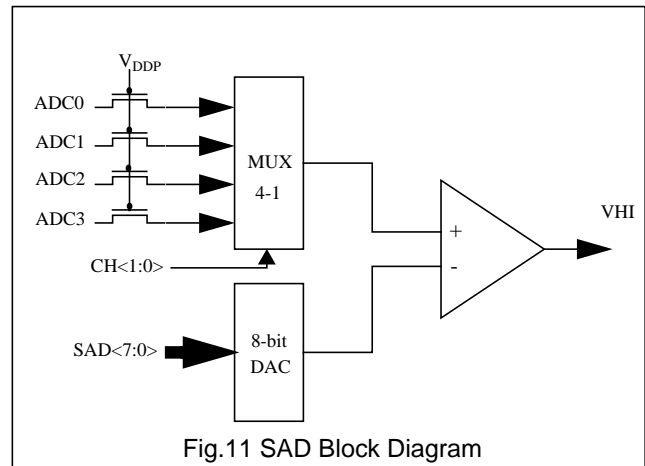 VDDP
ADC0
ADC1
ADC2
ADC3
MUX
4-1
CH<1:0>
+
-
VHI
SAD<7:0>
8-bit
DAC
Fig.11 SAD Block Diagram